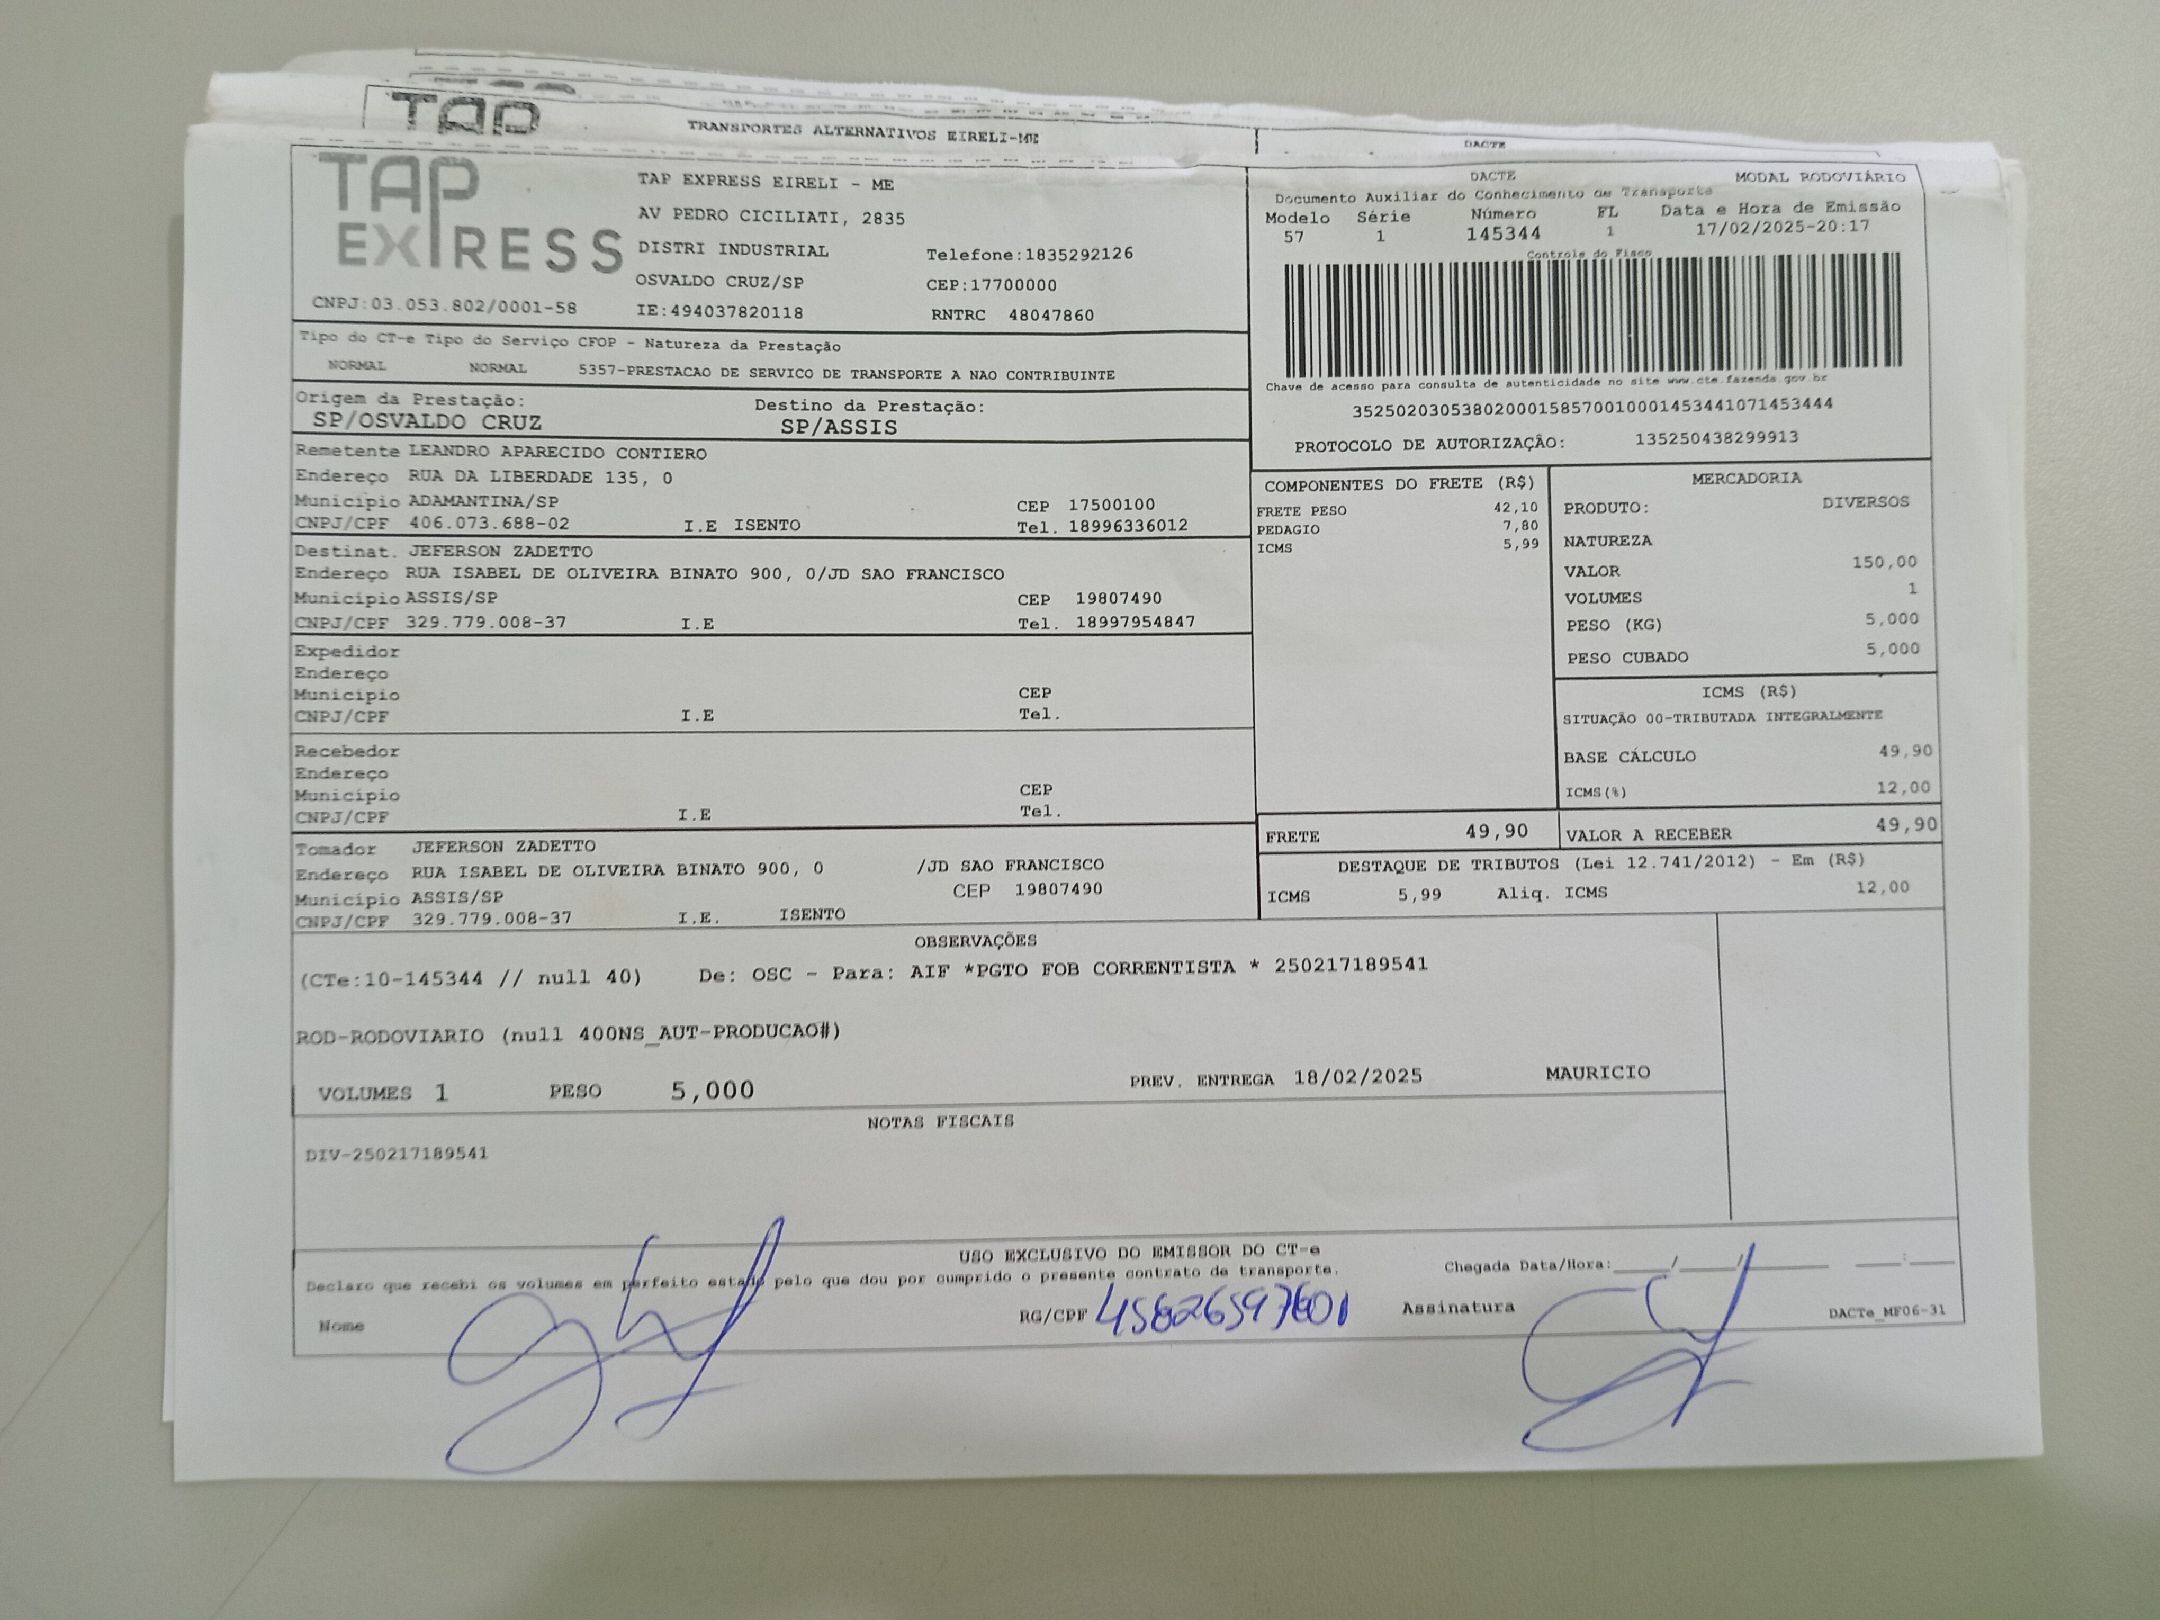 TAP
TRANSPORTES ALTERNATIVOS EIRELI-ME
DACTE
TAP EXPRESS
TAP EXPRESS EIRELI - ME
AV PEDRO CICILIATI, 2835
DISTRI INDUSTRIAL Telefone:1835292126
OSVALDO CRUZ/SP CEP:17700000
CNPJ:03.053.802/0001-58 IE:494037820118 RNTRC 48047860
DACTE MODAL RODOVIÁRIO
Documento Auxiliar do Conhecimento de Transporte
Modelo Série Número FL Data e Hora de Emissão
57 1 145344 1 17/02/2025-20:17
Controle do Fisco
Chave de acesso para consulta de autenticidade no site www.cte.fazenda.gov.br
35250203053802000158570010001453441071453444
PROTOCOLO DE AUTORIZAÇÃO: 135250438299913
Tipo do CT-e Tipo do Serviço CFOP - Natureza da Prestação
NORMAL NORMAL 5357-PRESTACAO DE SERVICO DE TRANSPORTE A NAO CONTRIBUINTE
Origem da Prestação: Destino da Prestação:
SP/OSVALDO CRUZ SP/ASSIS
Remetente LEANDRO APARECIDO CONTIERO
Endereço RUA DA LIBERDADE 135, 0
Município ADAMANTINA/SP CEP 17500100
CNPJ/CPF 406.073.688-02 I.E ISENTO Tel. 18996336012
Destinat. JEFERSON ZADETTO
Endereço RUA ISABEL DE OLIVEIRA BINATO 900, 0/JD SAO FRANCISCO
Município ASSIS/SP CEP 19807490
CNPJ/CPF 329.779.008-37 I.E Tel. 18997954847
Expedidor
Endereço
Município CEP
CNPJ/CPF I.E Tel.
Recebedor
Endereço
Município CEP
CNPJ/CPF I.E Tel.
Tomador JEFERSON ZADETTO
Endereço RUA ISABEL DE OLIVEIRA BINATO 900, 0 /JD SAO FRANCISCO
Município ASSIS/SP CEP 19807490
CNPJ/CPF 329.779.008-37 I.E. ISENTO
COMPONENTES DO FRETE (R$)
FRETE PESO 42,10
PEDAGIO 7,80
ICMS 5,99
MERCADORIA
PRODUTO: DIVERSOS
NATUREZA
VALOR 150,00
VOLUMES 1
PESO (KG) 5,000
PESO CUBADO 5,000
ICMS (R$)
SITUAÇÃO 00-TRIBUTADA INTEGRALMENTE
BASE CÁLCULO 49,90
ICMS(%) 12,00
FRETE 49,90 VALOR A RECEBER 49,90
DESTAQUE DE TRIBUTOS (Lei 12.741/2012) - Em (R$)
ICMS 5,99 Aliq. ICMS 12,00
OBSERVAÇÕES
(CTe:10-145344 // null 40) De: OSC - Para: AIF *PGTO FOB CORRENTISTA * 250217189541
ROD-RODOVIARIO (null 400NS_AUT-PRODUCAO#)
VOLUMES 1 PESO 5,000 PREV. ENTREGA 18/02/2025 MAURICIO
NOTAS FISCAIS
DIV-250217189541
USO EXCLUSIVO DO EMISSOR DO CT-e
Declaro que recebi os volumes em perfeito estado pelo que dou por cumprido o presente contrato de transporte. Chegada Data/Hora:_____/_____/________ ____:____
Nome RG/CPF Assinatura DACTe_MF06-31